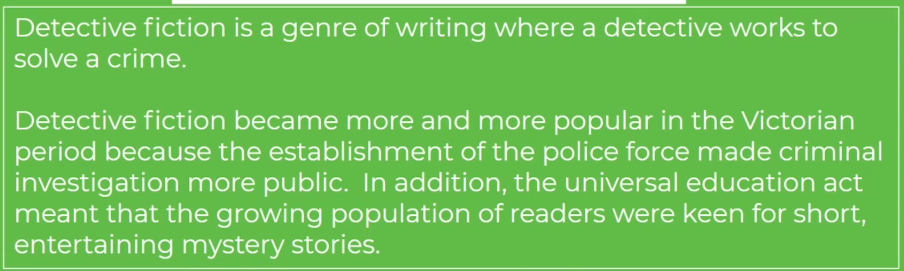 Detective fiction is a genre of writing where a detective works to
solve a crime.
Detective fiction became more and more popular in the Victorian
period because the establishment of the police force made criminal
investigation more public.  In addition, the universal education act
meant that the growing population of readers were keen for short,
entertaining mystery stories.